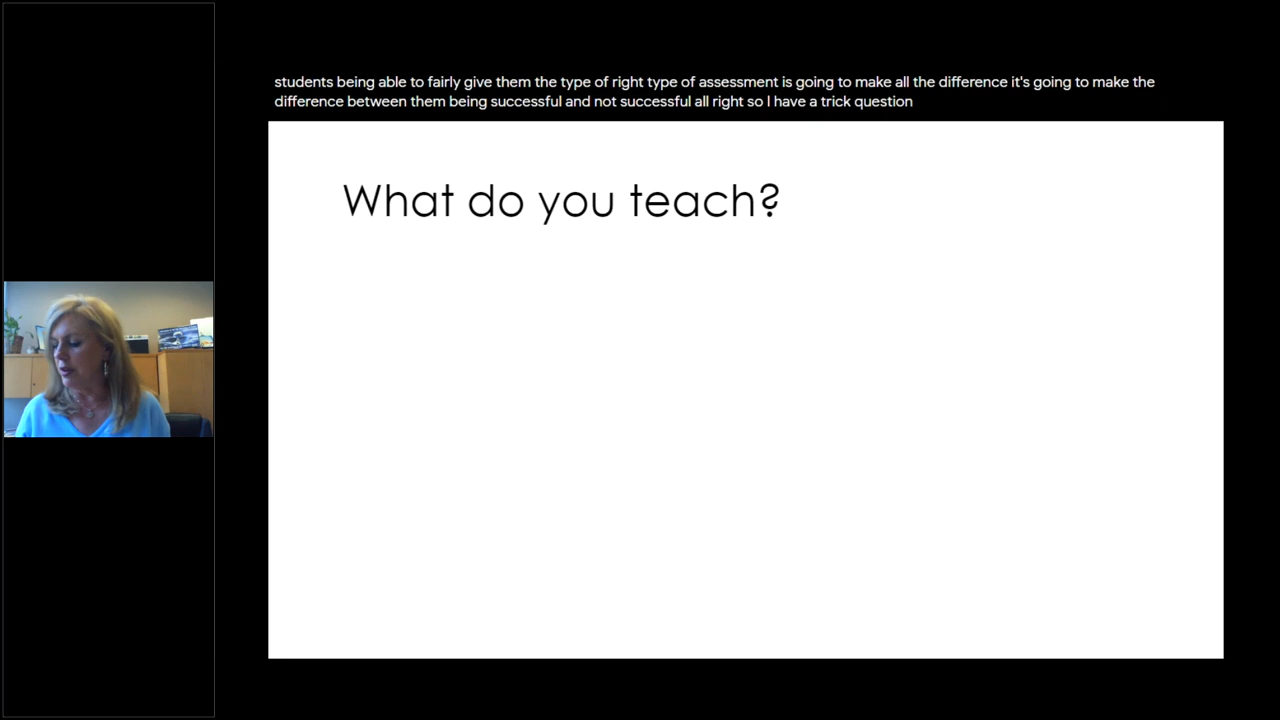 students being able to fairly give them the type of right type of assessment is going to make all the difference it's going to make the
difference between them being successful and not successful all right so I have a trick question
What do you teach?